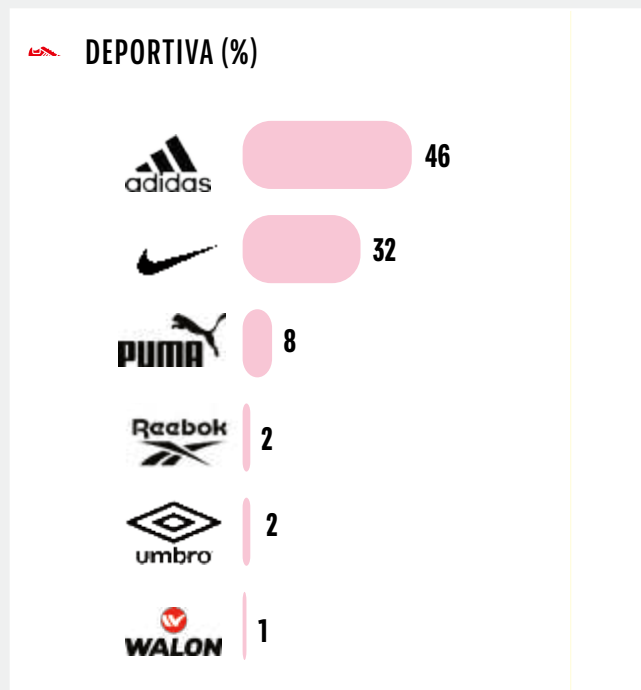 DEPORTIVA (%)
adidas
46
32
PUMA
8
Reebok
2
umbro
2
WALON
1